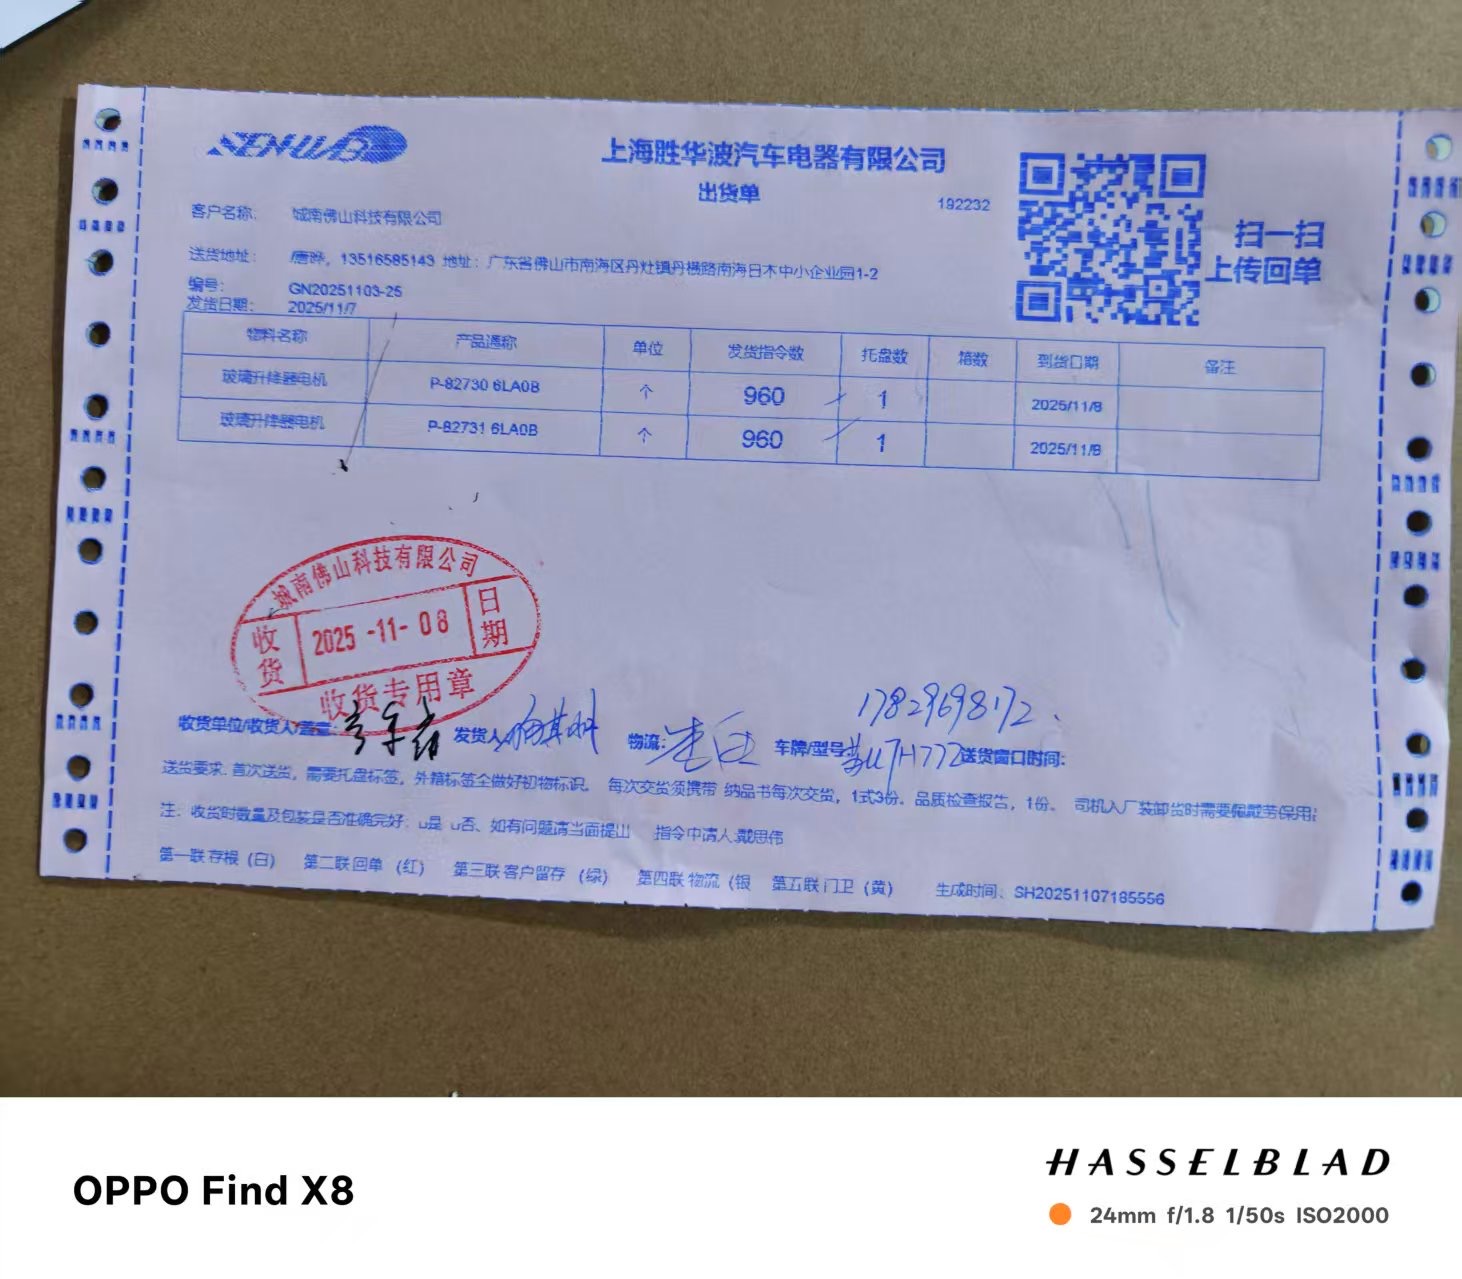 SENWB
上海胜华波汽车电器有限公司
出货单
192232
扫一扫
上传回单
客户名称: 城南佛山科技有限公司
送货地址: 唐晔, 13516585143 地址: 广东省佛山市南海区丹灶镇丹横路南海日本中小企业园1-2
编号: GN20251103-25
发货日期: 2025/11/7
物料名称 产品通称 单位 发货指令数 托盘数 箱数 到货日期 备注
玻璃升降器电机 P-82730 6LA0B 个 960 1 2025/11/8
玻璃升降器电机 P-82731 6LA0B 个 960 1 2025/11/8
城南佛山科技有限公司
收货 2025-11-08 日期
收货专用章
17829698172
收货单位/收货人/盖章: 发货人: 物流: 车牌/型号: 送货窗口时间:
送货要求: 首次送货, 需要托盘标签, 外箱标签全做好初物标识。 每次交货须携带 纳品书每次交货, 1式3份。品质检查报告, 1份。 司机入厂装卸货时需要佩戴劳保用
注: 收货时数量及包装是否准确完好: u是 u否、如有问题请当面提出 指令申请人:戴思伟
第一联 存根 (白) 第二联 回单 (红) 第三联 客户留存 (绿) 第四联 物流 (银 第五联 门卫 (黄) 生成时间、SH20251107185556
OPPO Find X8
HASSELBLAD
24mm f/1.8 1/50s ISO2000